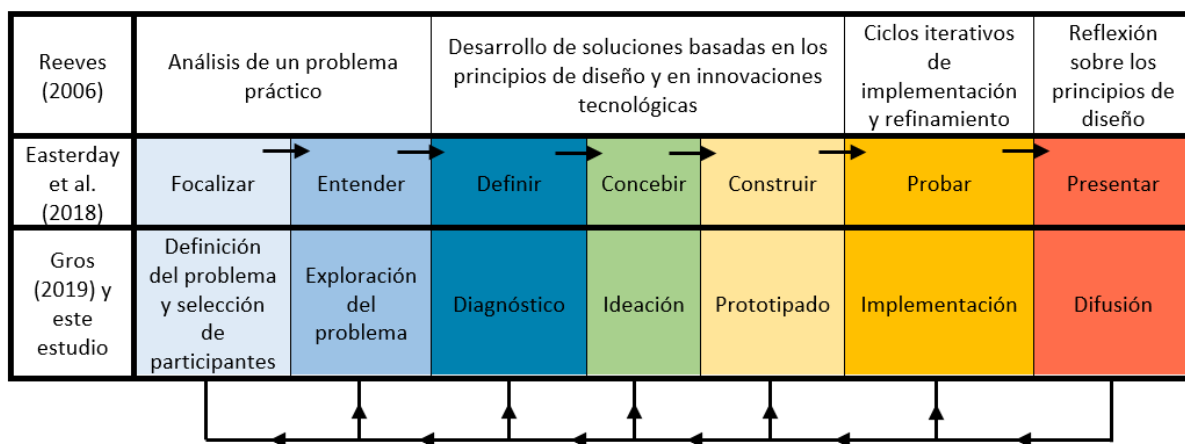 Reeves
(2006)
Análisis de un problema
práctico
Desarrollo de soluciones basadas en los
principios de diseño y en innovaciones
tecnológicas
Ciclos iterativos
de
implementación
y refinamiento
Reflexión
sobre los
principios de
diseño
Easterday
et al.
(2018)
Focalizar
Entender
Definir
Concebir
Construir
Probar
Presentar
Gros
(2019) y
este
estudio
Definición
del problema
y selección
de
participantes
Exploración
del
problema
Diagnóstico
Ideación
Prototipado
Implementación
Difusión